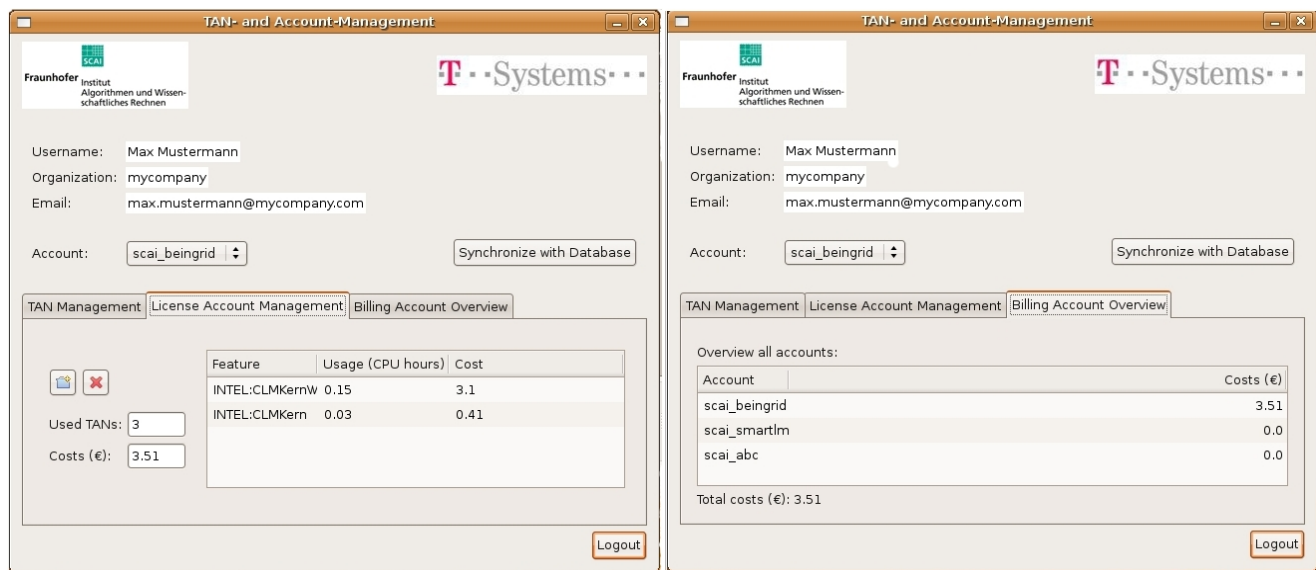 TAN- and Account-Management
SCAI
Fraunhofer Institut
Algorithmen und Wissen-
schaftliches Rechnen
T··Systems···
Username: Max Mustermann
Organization: mycompany
Email: max.mustermann@mycompany.com
Account: scai_beingrid Synchronize with Database
TAN Management License Account Management Billing Account Overview
Feature Usage (CPU hours) Cost
INTEL:CLMKernW 0.15 3.1
INTEL:CLMKern 0.03 0.41
Used TANs: 3
Costs (€): 3.51
Logout
TAN- and Account-Management
SCAI
Fraunhofer Institut
Algorithmen und Wissen-
schaftliches Rechnen
T··Systems···
Username: Max Mustermann
Organization: mycompany
Email: max.mustermann@mycompany.com
Account: scai_beingrid Synchronize with Database
TAN Management License Account Management Billing Account Overview
Overview all accounts:
Account Costs (€)
scai_beingrid 3.51
scai_smartlm 0.0
scai_abc 0.0
Total costs (€): 3.51
Logout